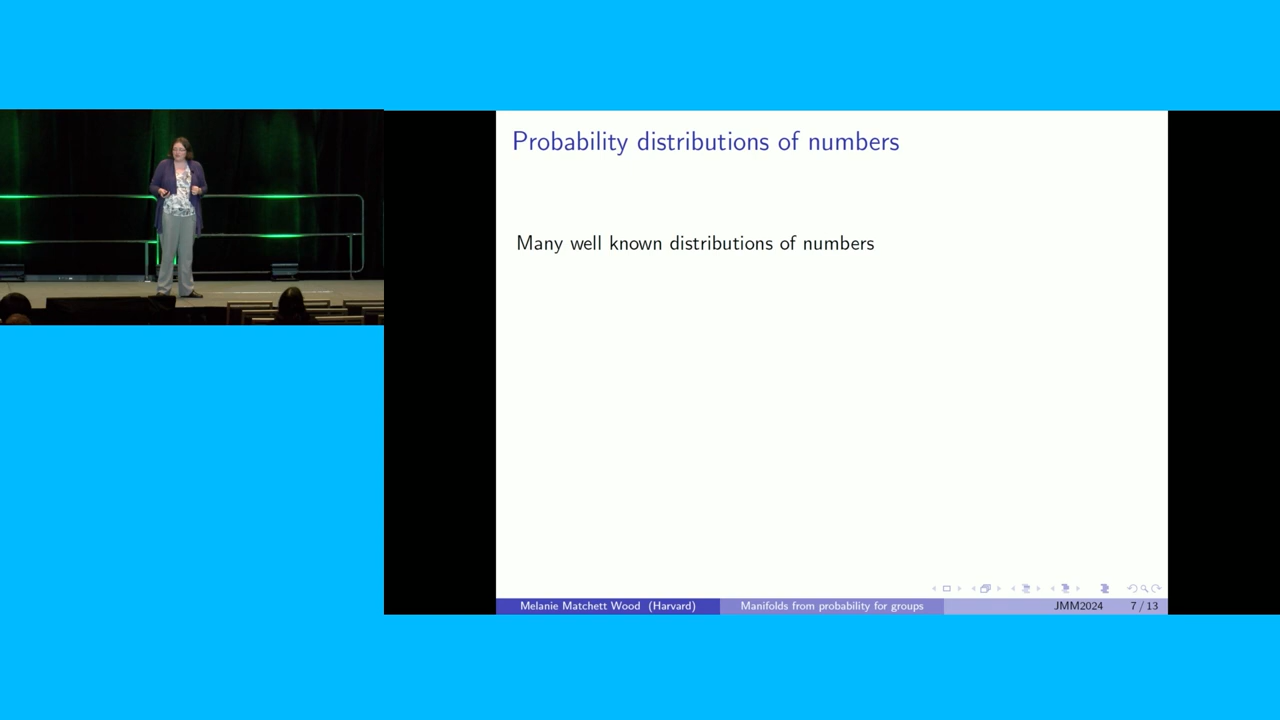 Probability distributions of numbers
Many well known distributions of numbers
Melanie Matchett Wood (Harvard)
Manifolds from probability for groups
JMM2024
7 / 13